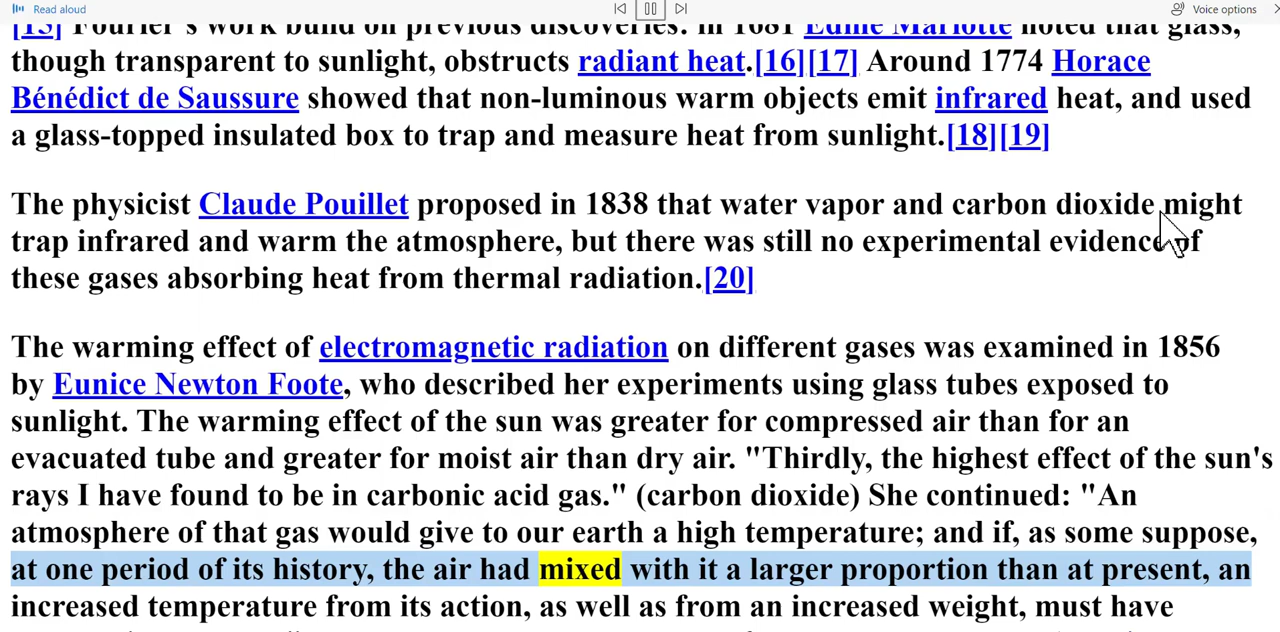 Read aloud
Voice options
[15] Fourier's work build on previous discoveries: in 1681 Edme Mariotte noted that glass,
though transparent to sunlight, obstructs radiant heat.[16][17] Around 1774 Horace
Bénédict de Saussure showed that non-luminous warm objects emit infrared heat, and used
a glass-topped insulated box to trap and measure heat from sunlight.[18][19]
The physicist Claude Pouillet proposed in 1838 that water vapor and carbon dioxide might
trap infrared and warm the atmosphere, but there was still no experimental evidence of
these gases absorbing heat from thermal radiation.[20]
The warming effect of electromagnetic radiation on different gases was examined in 1856
by Eunice Newton Foote, who described her experiments using glass tubes exposed to
sunlight. The warming effect of the sun was greater for compressed air than for an
evacuated tube and greater for moist air than dry air. "Thirdly, the highest effect of the sun's
rays I have found to be in carbonic acid gas." (carbon dioxide) She continued: "An
atmosphere of that gas would give to our earth a high temperature; and if, as some suppose,
at one period of its history, the air had mixed with it a larger proportion than at present, an
increased temperature from its action, as well as from an increased weight, must have